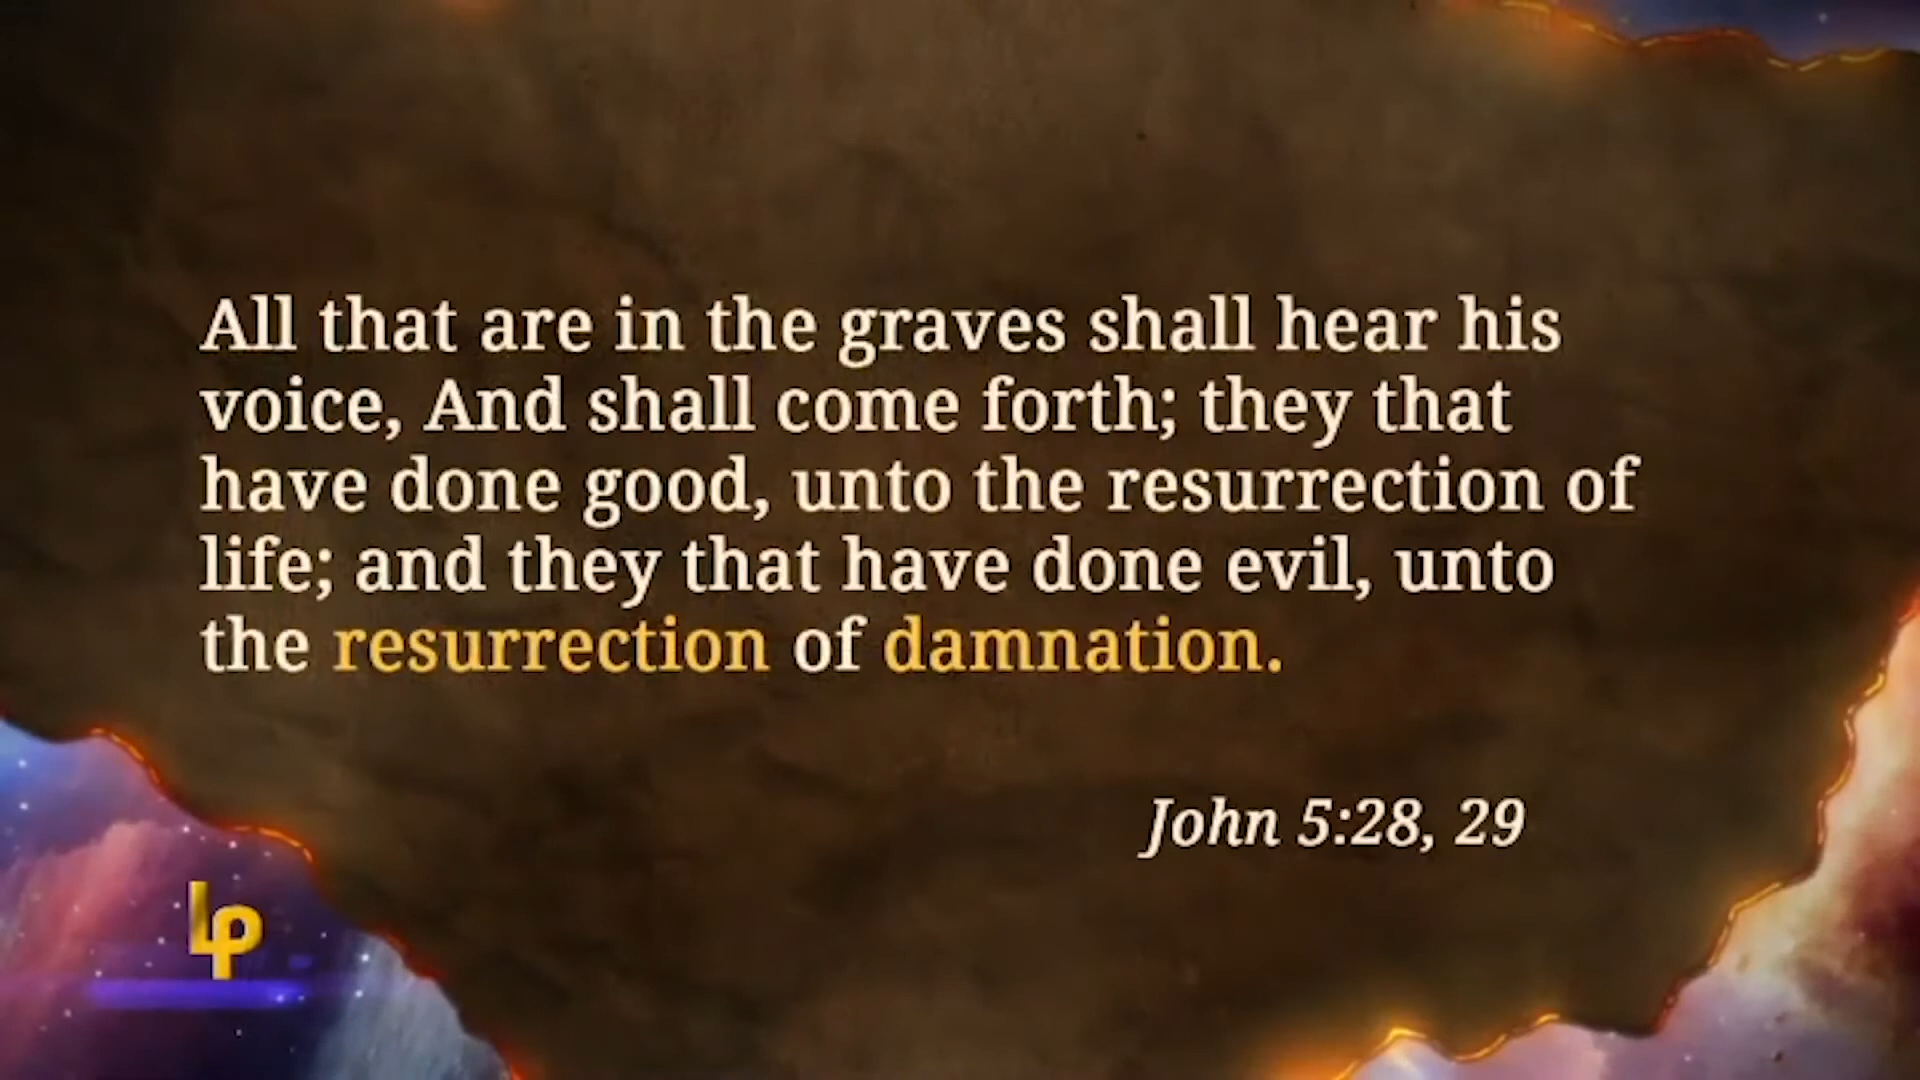 All that are in the graves shall hear his
voice, And shall come forth; they that
have done good, unto the resurrection of
life; and they that have done evil, unto
the resurrection of damnation.
John 5:28, 29
LP